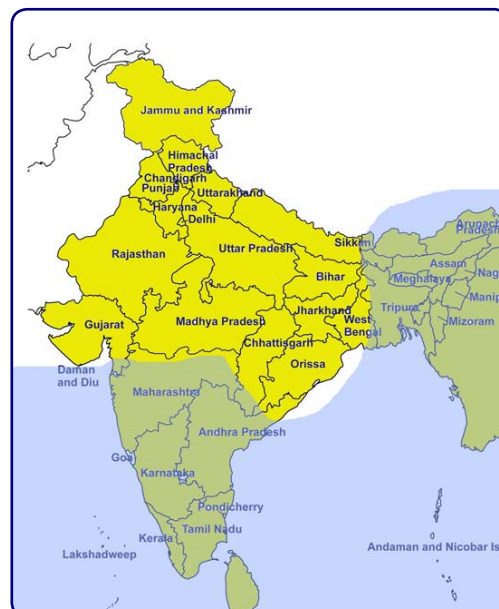 Jammu and Kashmir
Himachal
Pradesh
Chandigarh
Punjab
Uttarakhand
Haryana
Delhi
Rajasthan
Uttar Pradesh
Sikkim
Arunac
Pradesh
Assam
Nag
Meghalaya
Bihar
Manip
Tripura
Jharkhand
West
Bengal
Mizoram
Gujarat
Madhya Pradesh
Chhattisgarh
Orissa
Daman
and Diu
Maharashtra
Andhra Pradesh
Goa
Karnataka
Pondicherry
Tamil Nadu
Kerala
Lakshadweep
Andaman and Nicobar Is